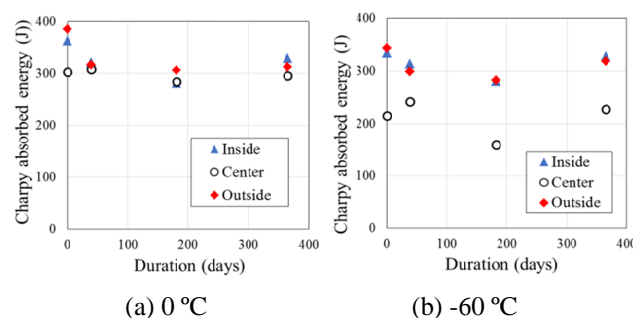 400
300
200
100
0
Charpy absorbed energy (J)
Inside
Center
Outside
0 100 200 300 400
Duration (days)
(a) 0 ºC
400
300
200
100
0
Charpy absorbed energy (J)
Inside
Center
Outside
0 100 200 300 400
Duration (days)
(b) -60 ºC